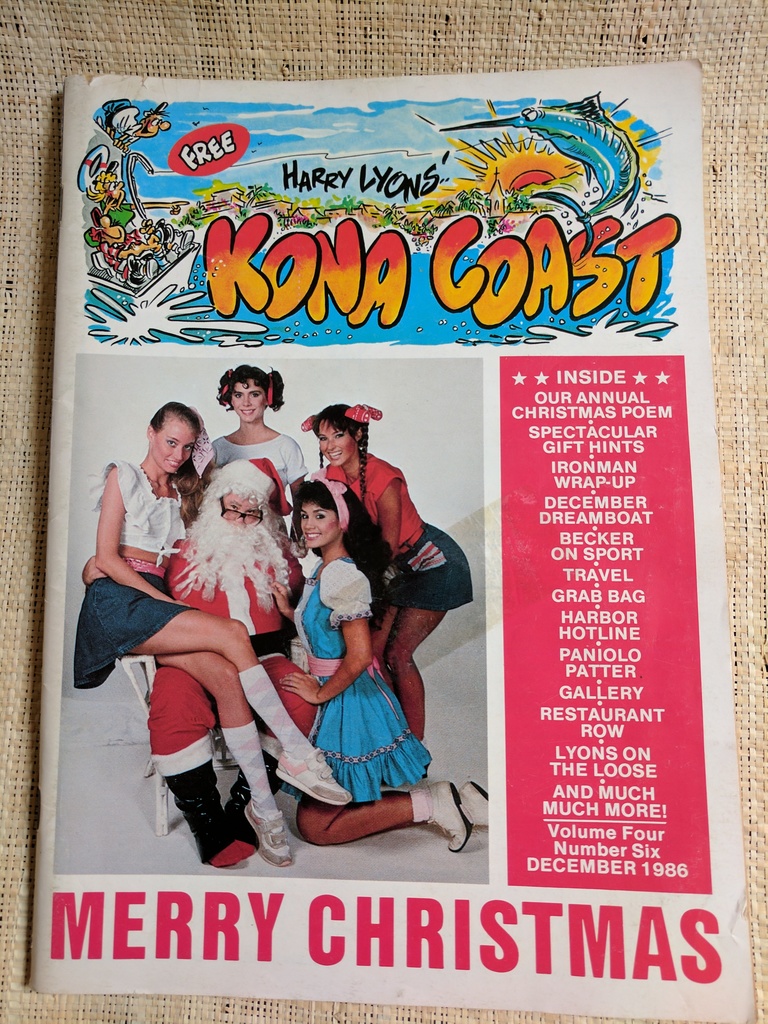 FREE
HARRY LYONS'
KONA COAST
★ ★ INSIDE ★ ★
OUR ANNUAL
CHRISTMAS POEM
•
SPECTACULAR
GIFT HINTS
•
IRONMAN
WRAP-UP
•
DECEMBER
DREAMBOAT
•
BECKER
ON SPORT
•
TRAVEL
•
GRAB BAG
•
HARBOR
HOTLINE
•
PANIOLO
PATTER
•
GALLERY
•
RESTAURANT
ROW
•
LYONS ON
THE LOOSE
•
AND MUCH
MUCH MORE!
Volume Four
Number Six
DECEMBER 1986
MERRY CHRISTMAS